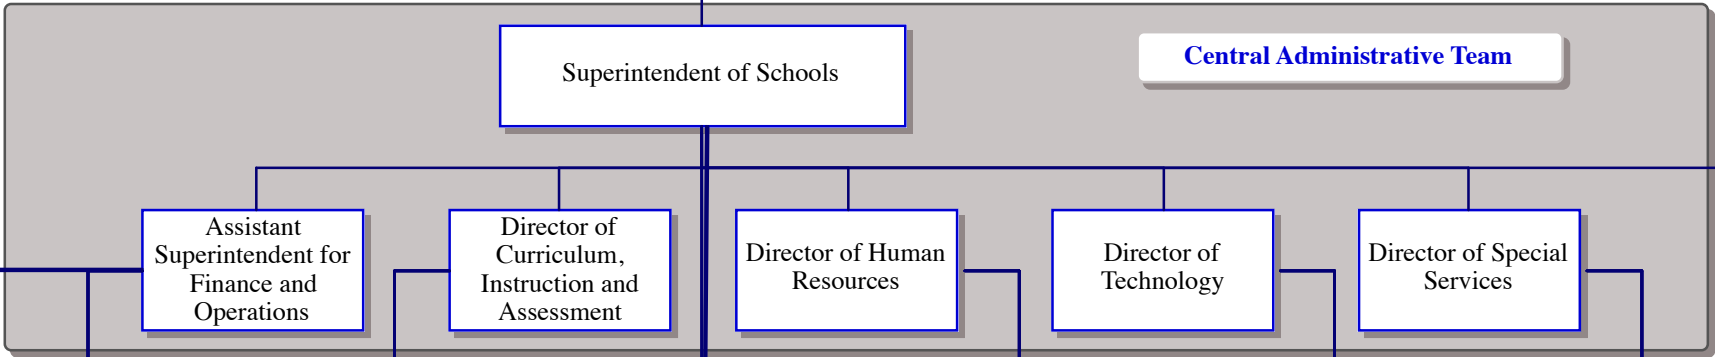 Superintendent of Schools
Central Administrative Team
Assistant
Superintendent for
Finance and
Operations
Director of
Curriculum,
Instruction and
Assessment
Director of Human
Resources
Director of
Technology
Director of Special
Services